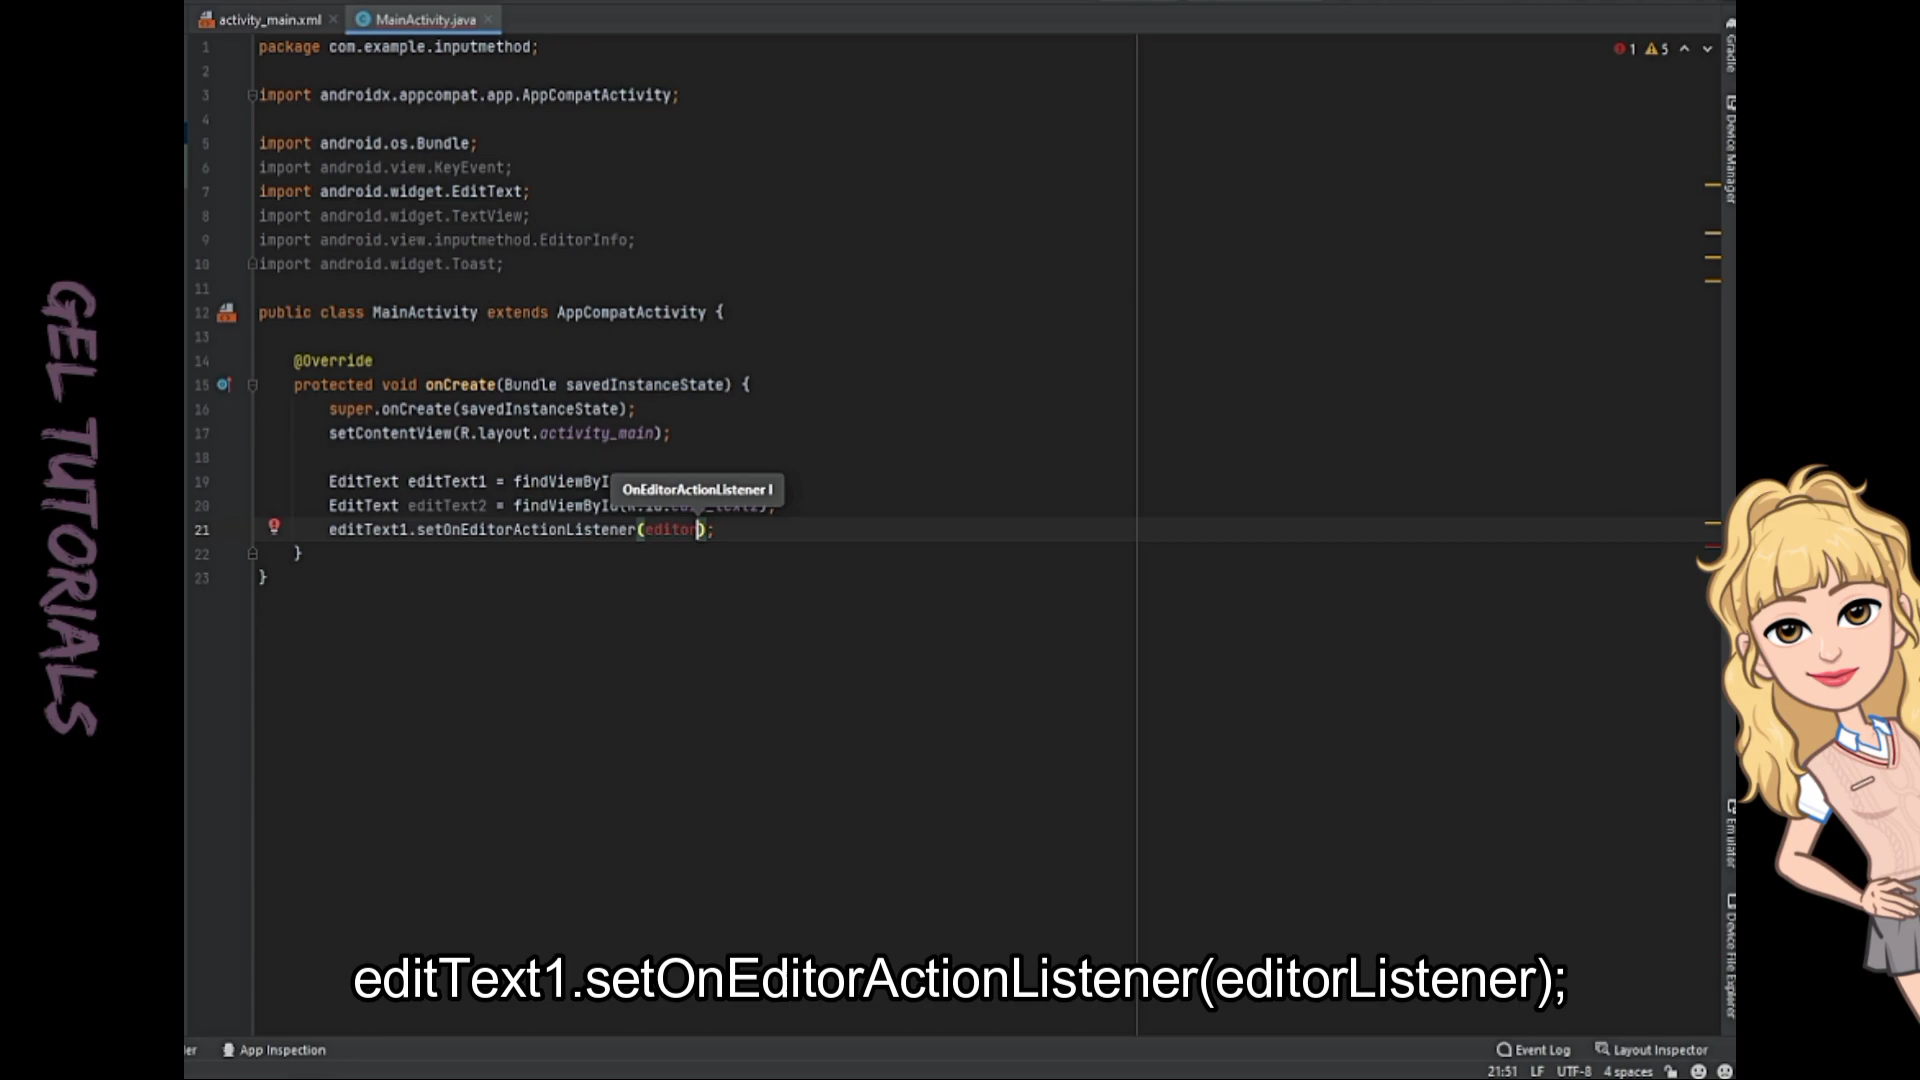 activity_main.xml
MainActivity.java
1 package com.example.inputmethod;
2
3 import androidx.appcompat.app.AppCompatActivity;
4
5 import android.os.Bundle;
6 import android.view.KeyEvent;
7 import android.widget.EditText;
8 import android.widget.TextView;
9 import android.view.inputmethod.EditorInfo;
10 import android.widget.Toast;
11
12 public class MainActivity extends AppCompatActivity {
13
14 @Override
15 protected void onCreate(Bundle savedInstanceState) {
16 super.onCreate(savedInstanceState);
17 setContentView(R.layout.activity_main);
18
19 EditText editText1 = findViewByI
OnEditorActionListener l
20 EditText editText2 = findViewById(R.id.edit_text2);
21 editText1.setOnEditorActionListener(editor);
22 }
23 }
1 5
Gradle
Device Manager
Emulator
Device File Explorer
GEL TUTORIALS
editText1.setOnEditorActionListener(editorListener);
er
App Inspection
Event Log
Layout Inspector
21:51 LF UTF-8 4 spaces